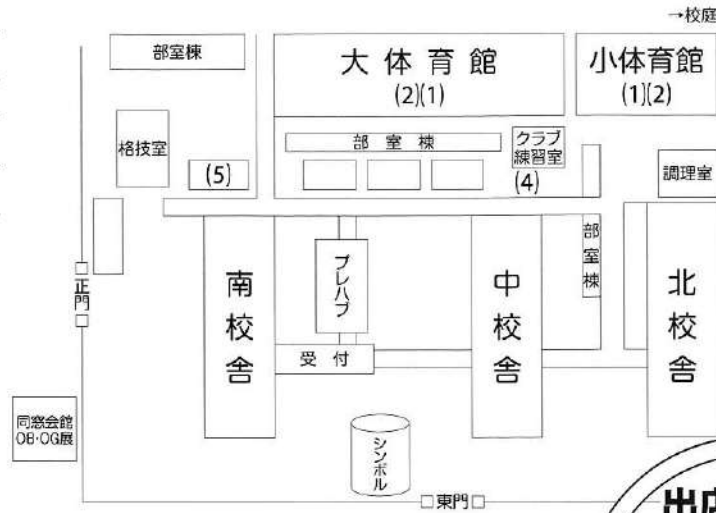 →校庭
部室棟
大体育館
(2)(1)
小体育館
(1)(2)
格技室
(5)
部室棟
クラブ
練習室
(4)
調理室
正門
南校舎
プレハブ
中校舎
部室棟
北校舎
受付
同窓会館
OB・OG展
シンボル
東門